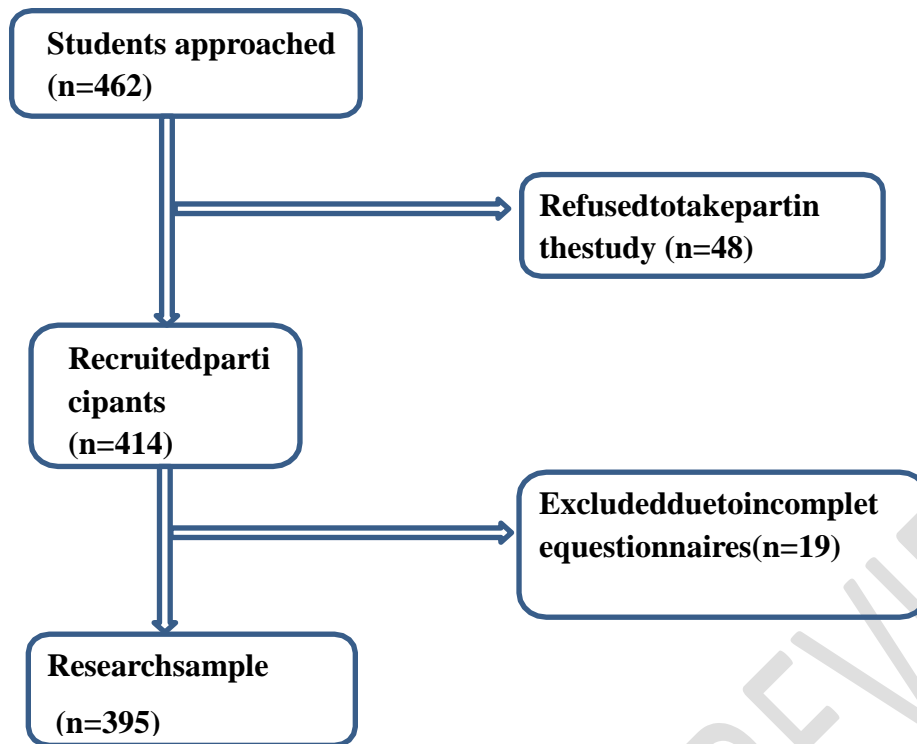 Students approached
(n=462)
Refusedtotakepartin
thestudy (n=48)
Recruitedparti
cipants
(n=414)
Excludedduetoincomplet
equestionnaires(n=19)
Researchsample
(n=395)